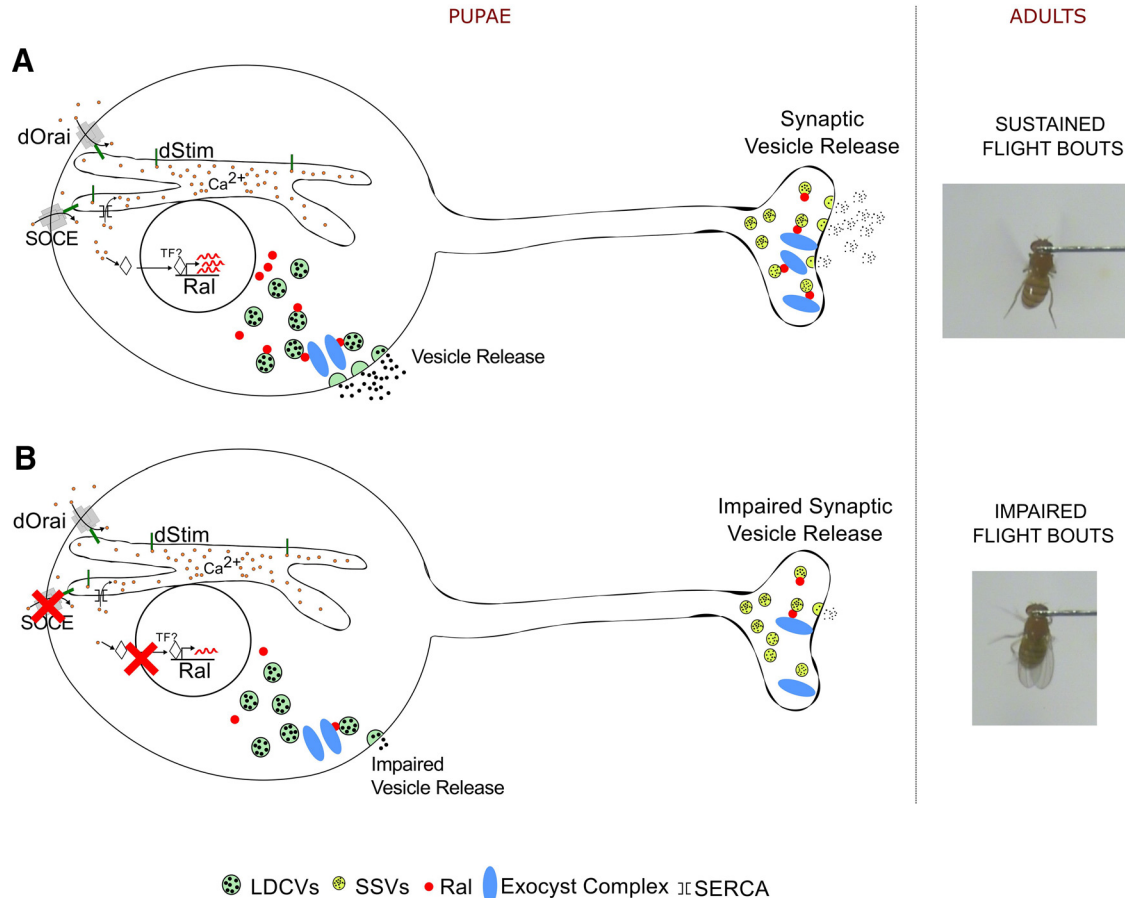 PUPAE
ADULTS
A
dOrai
dStim
Ca2+
SOCE
TF?
Ral
Vesicle Release
Synaptic
Vesicle Release
SUSTAINED
FLIGHT BOUTS
B
dOrai
dStim
Ca2+
SOCE
TF?
Ral
Impaired
Vesicle Release
Impaired Synaptic
Vesicle Release
IMPAIRED
FLIGHT BOUTS
LDCVs SSVs Ral Exocyst Complex SERCA